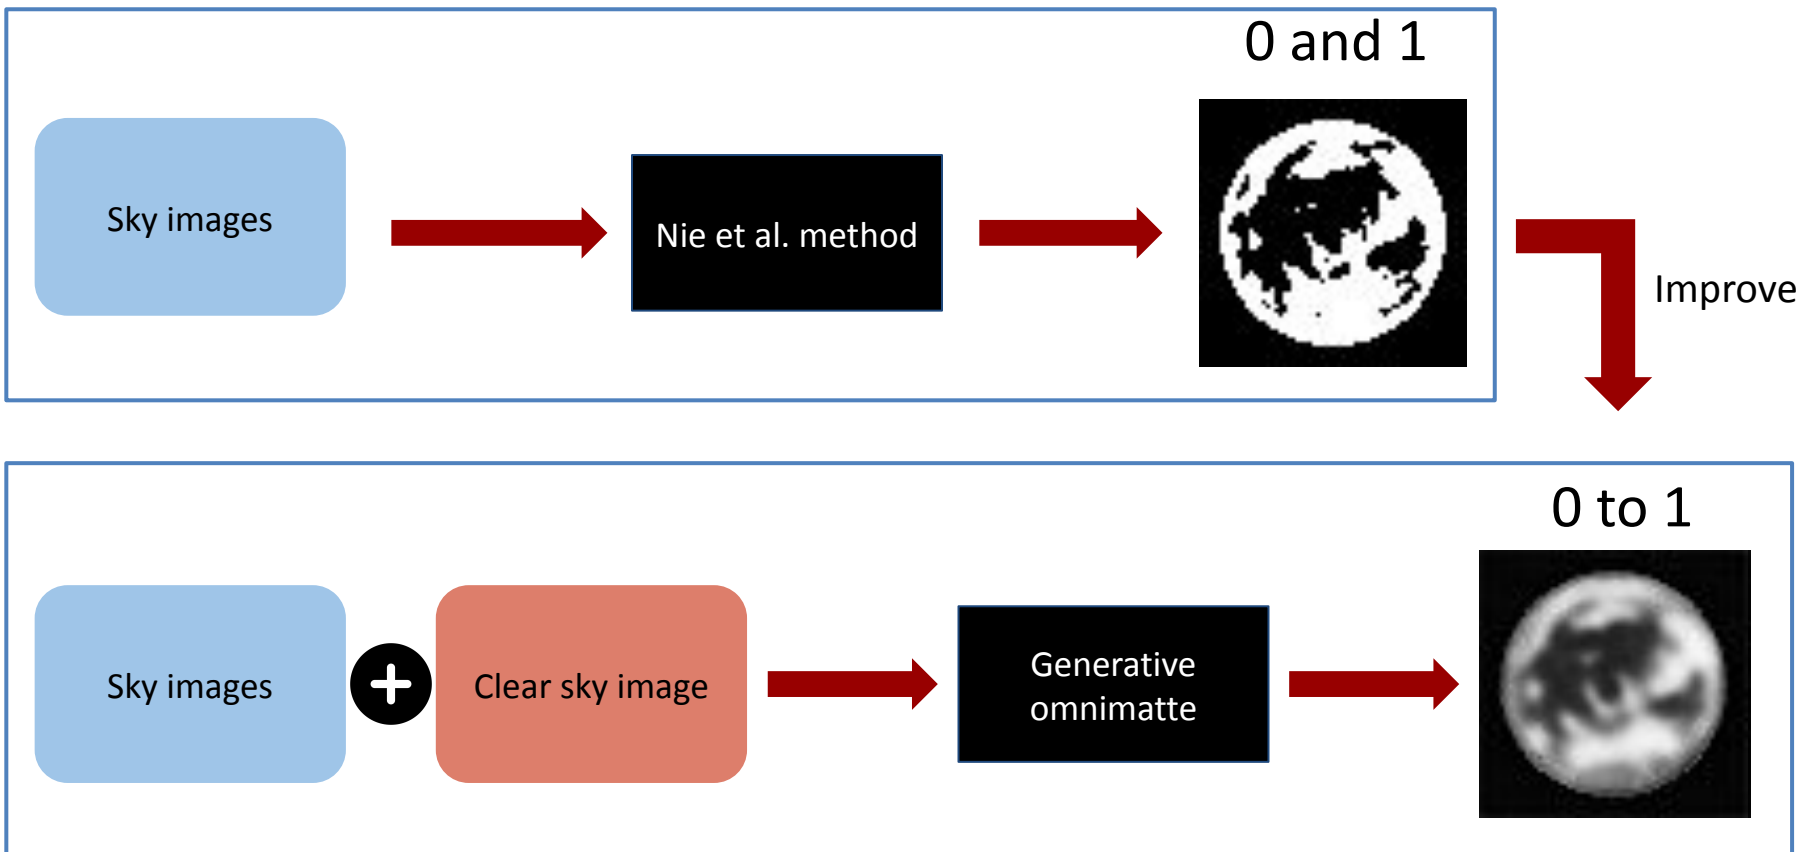 0 and 1
Sky images
Nie et al. method
Improve
0 to 1
Sky images
Clear sky image
Generative
omnimatte